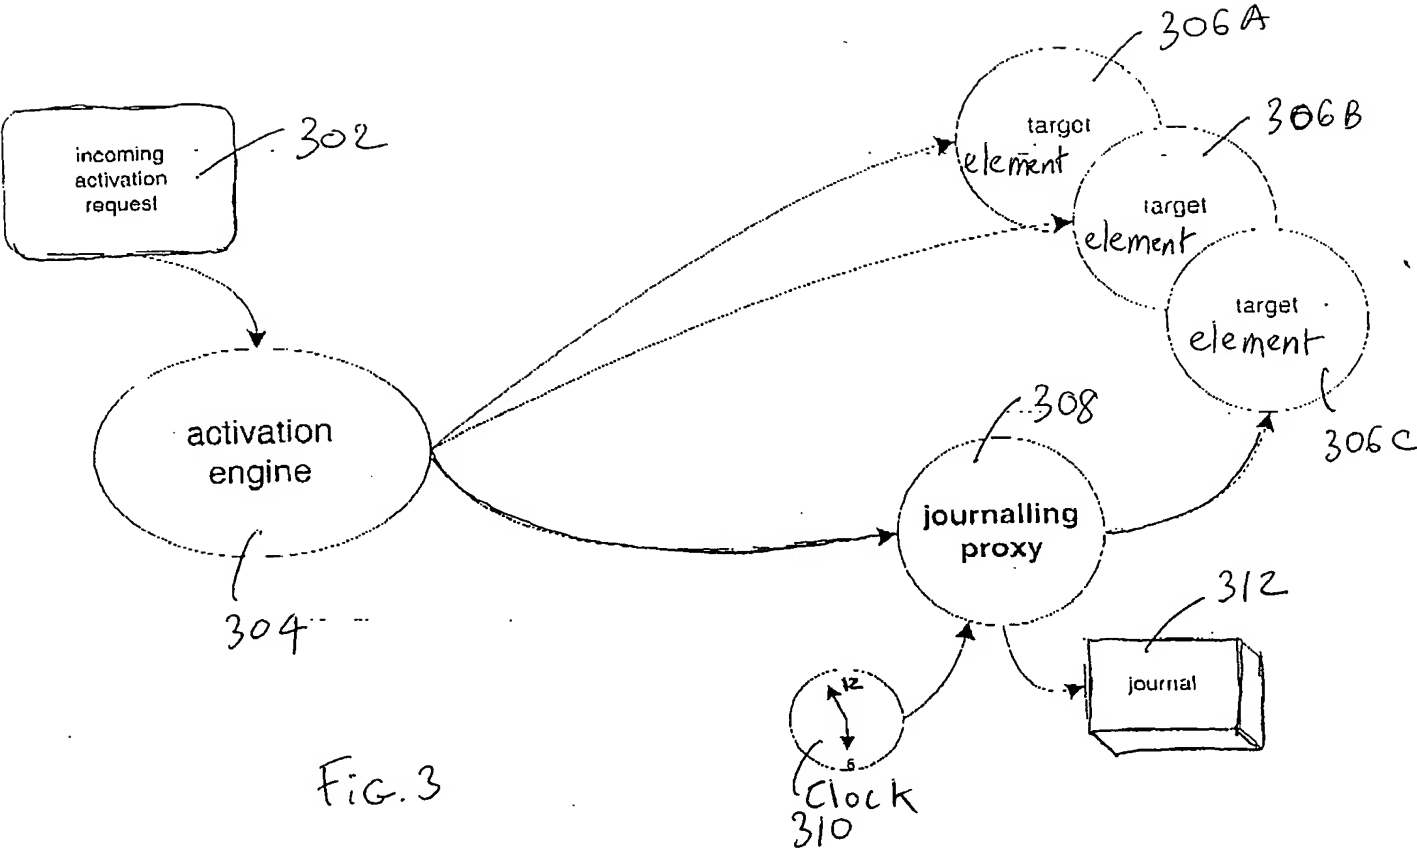 306A
target
element
306B
target
element
target
element
306C
302
incoming
activation
request
activation
engine
304
308
journalling
proxy
312
journal
12
6
Clock
310
FIG. 3